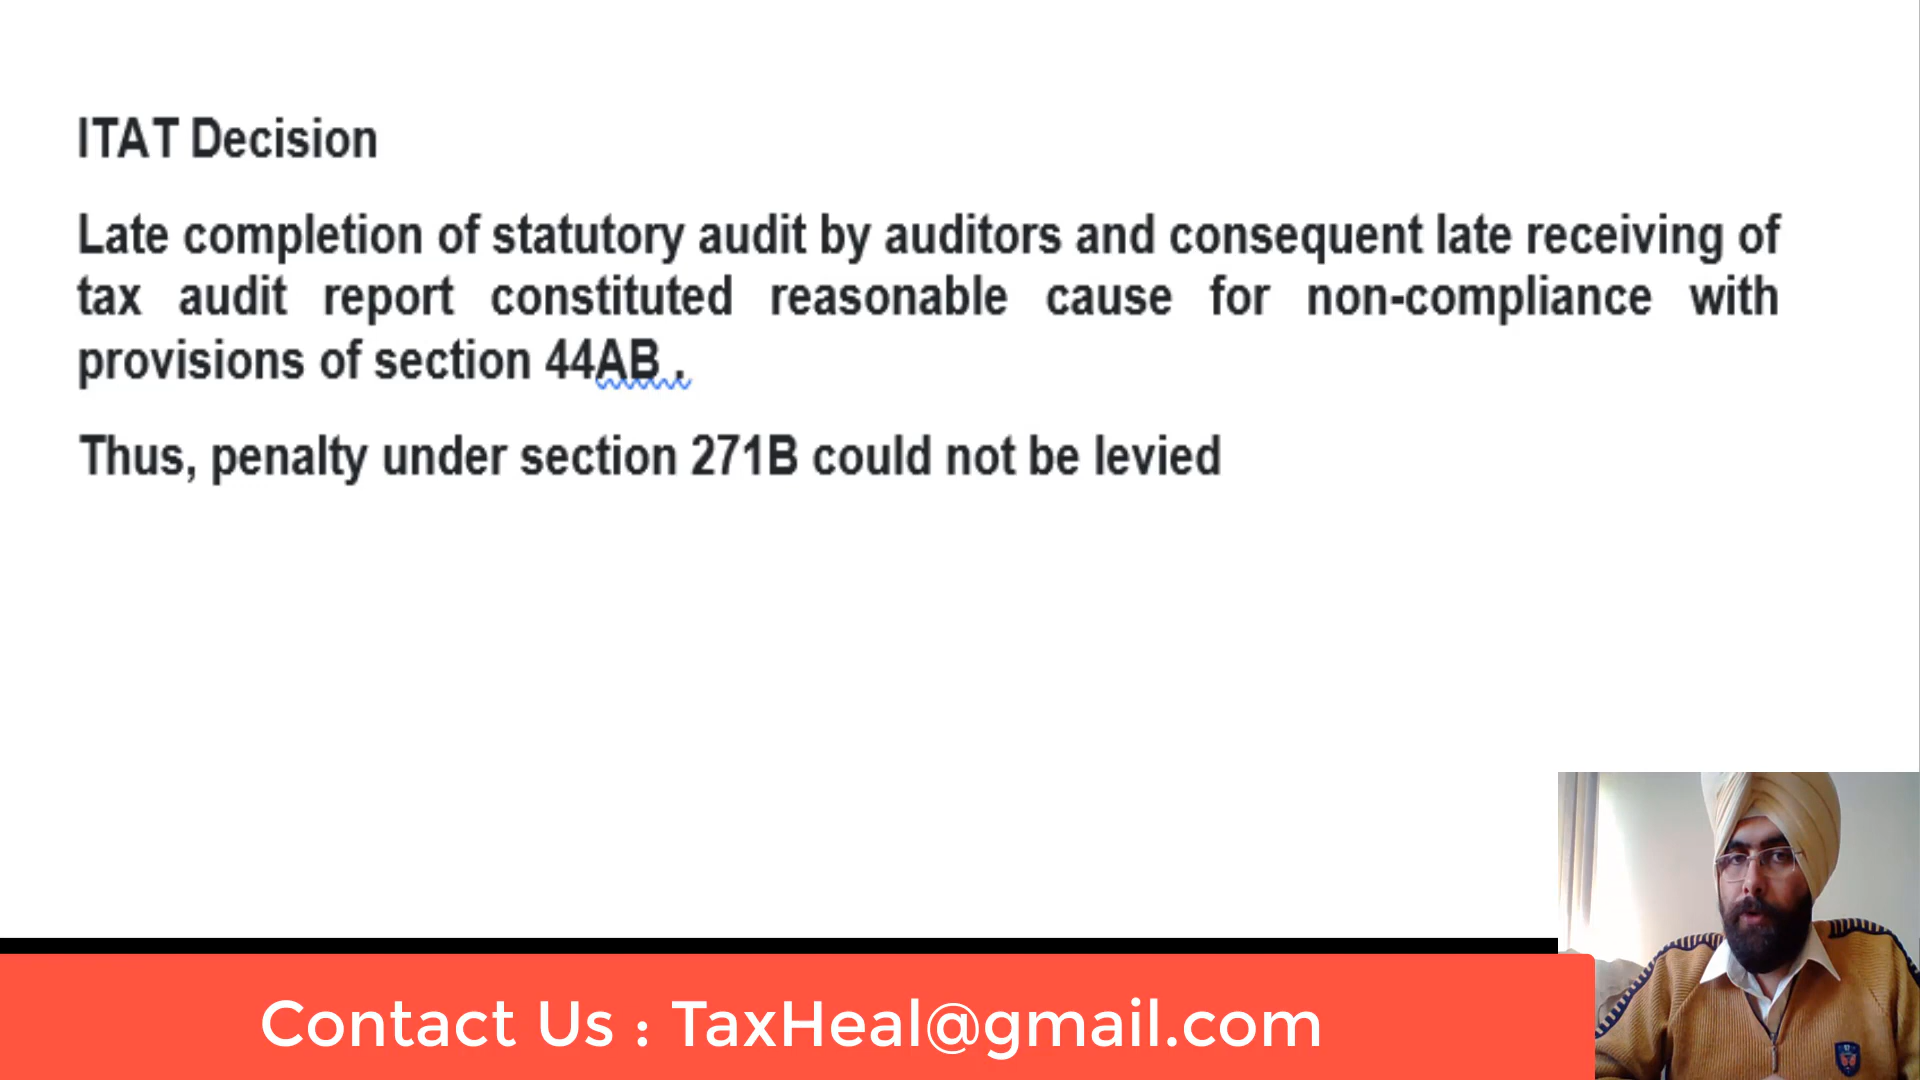 ITAT Decision
Late completion of statutory audit by auditors and consequent late receiving of
tax audit report constituted reasonable cause for non-compliance with
provisions of section 44AB .
Thus, penalty under section 271B could not be levied
Contact Us : TaxHeal@gmail.com